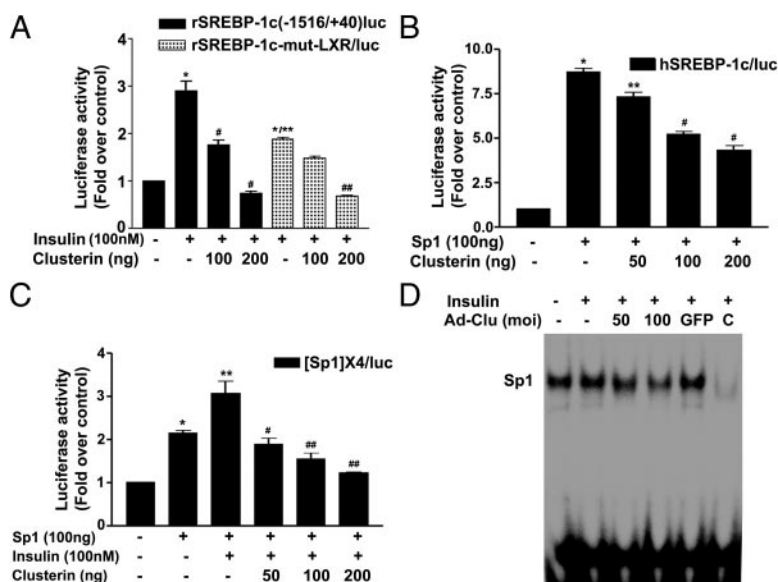 A
rSREBP-1c(-1516/+40)luc
rSREBP-1c-mut-LXR/luc
Luciferase activity
(Fold over control)
5
4
3
2
1
0
*
#
#
*/**
##
Insulin (100nM) - + + + + + +
Clusterin (ng) - - 100 200 - 100 200
B
hSREBP-1c/luc
Luciferase activity
(Fold over control)
10.0
7.5
5.0
2.5
0.0
*
**
#
#
Sp1 (100ng) - + + + +
Clusterin (ng) - - 50 100 200
C
[Sp1]X4/luc
Luciferase activity
(Fold over control)
4
3
2
1
0
*
**
#
##
##
Sp1 (100ng) - + + + + +
Insulin (100nM) - - + + + +
Clusterin (ng) - - - 50 100 200
D
Insulin - + + + + +
Ad-Clu (moi) - - 50 100 GFP C
Sp1